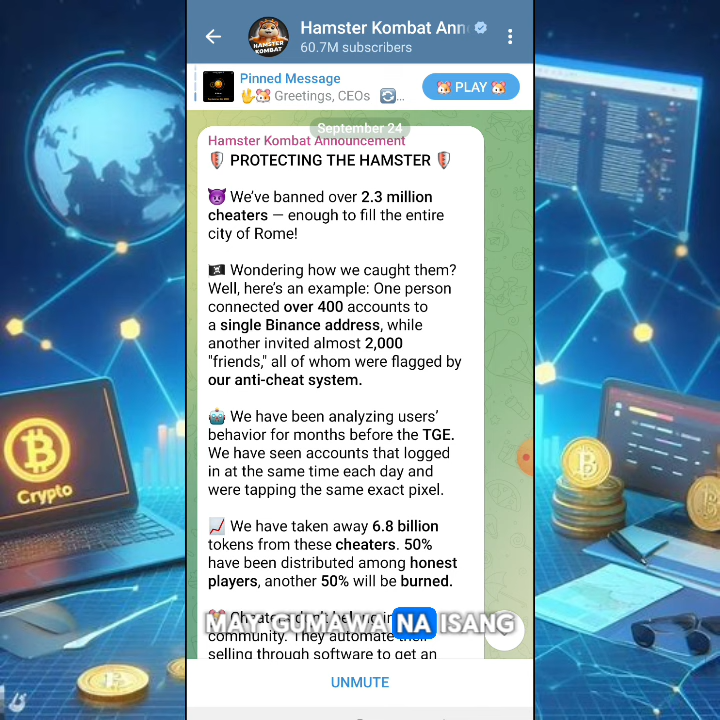 Hamster Kombat Ann
60.7M subscribers
HAMSTER
KOMBAT
Pinned Message
🖖🐹 Greetings, CEOs 🔄...
🐹 PLAY 🐹
September 24
Hamster Kombat Announcement
🛡️ PROTECTING THE HAMSTER 🛡️
😈 We've banned over 2.3 million
cheaters — enough to fill the entire
city of Rome!
🏴‍☠️ Wondering how we caught them?
Well, here's an example: One person
connected over 400 accounts to
a single Binance address, while
another invited almost 2,000
"friends," all of whom were flagged by
our anti-cheat system.
🤖 We have been analyzing users'
behavior for months before the TGE.
We have seen accounts that logged
in at the same time each day and
were tapping the same exact pixel.
📈 We have taken away 6.8 billion
tokens from these cheaters. 50%
have been distributed among honest
players, another 50% will be burned.
MAY GUMAWA NA ISANG
community. They automate their
selling through software to get an
UNMUTE
Crypto